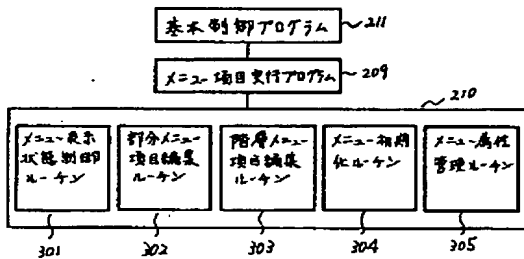 基本制御プログラム
211
メニュー項目実行プログラム
209
210
メニュー表示
状態制御
ルーチン
部分メニュー
項目編集
ルーチン
階層メニュー
項目編集
ルーチン
メニュー初期
化ルーチン
メニュー属性
管理ルーチン
301
302
303
304
305